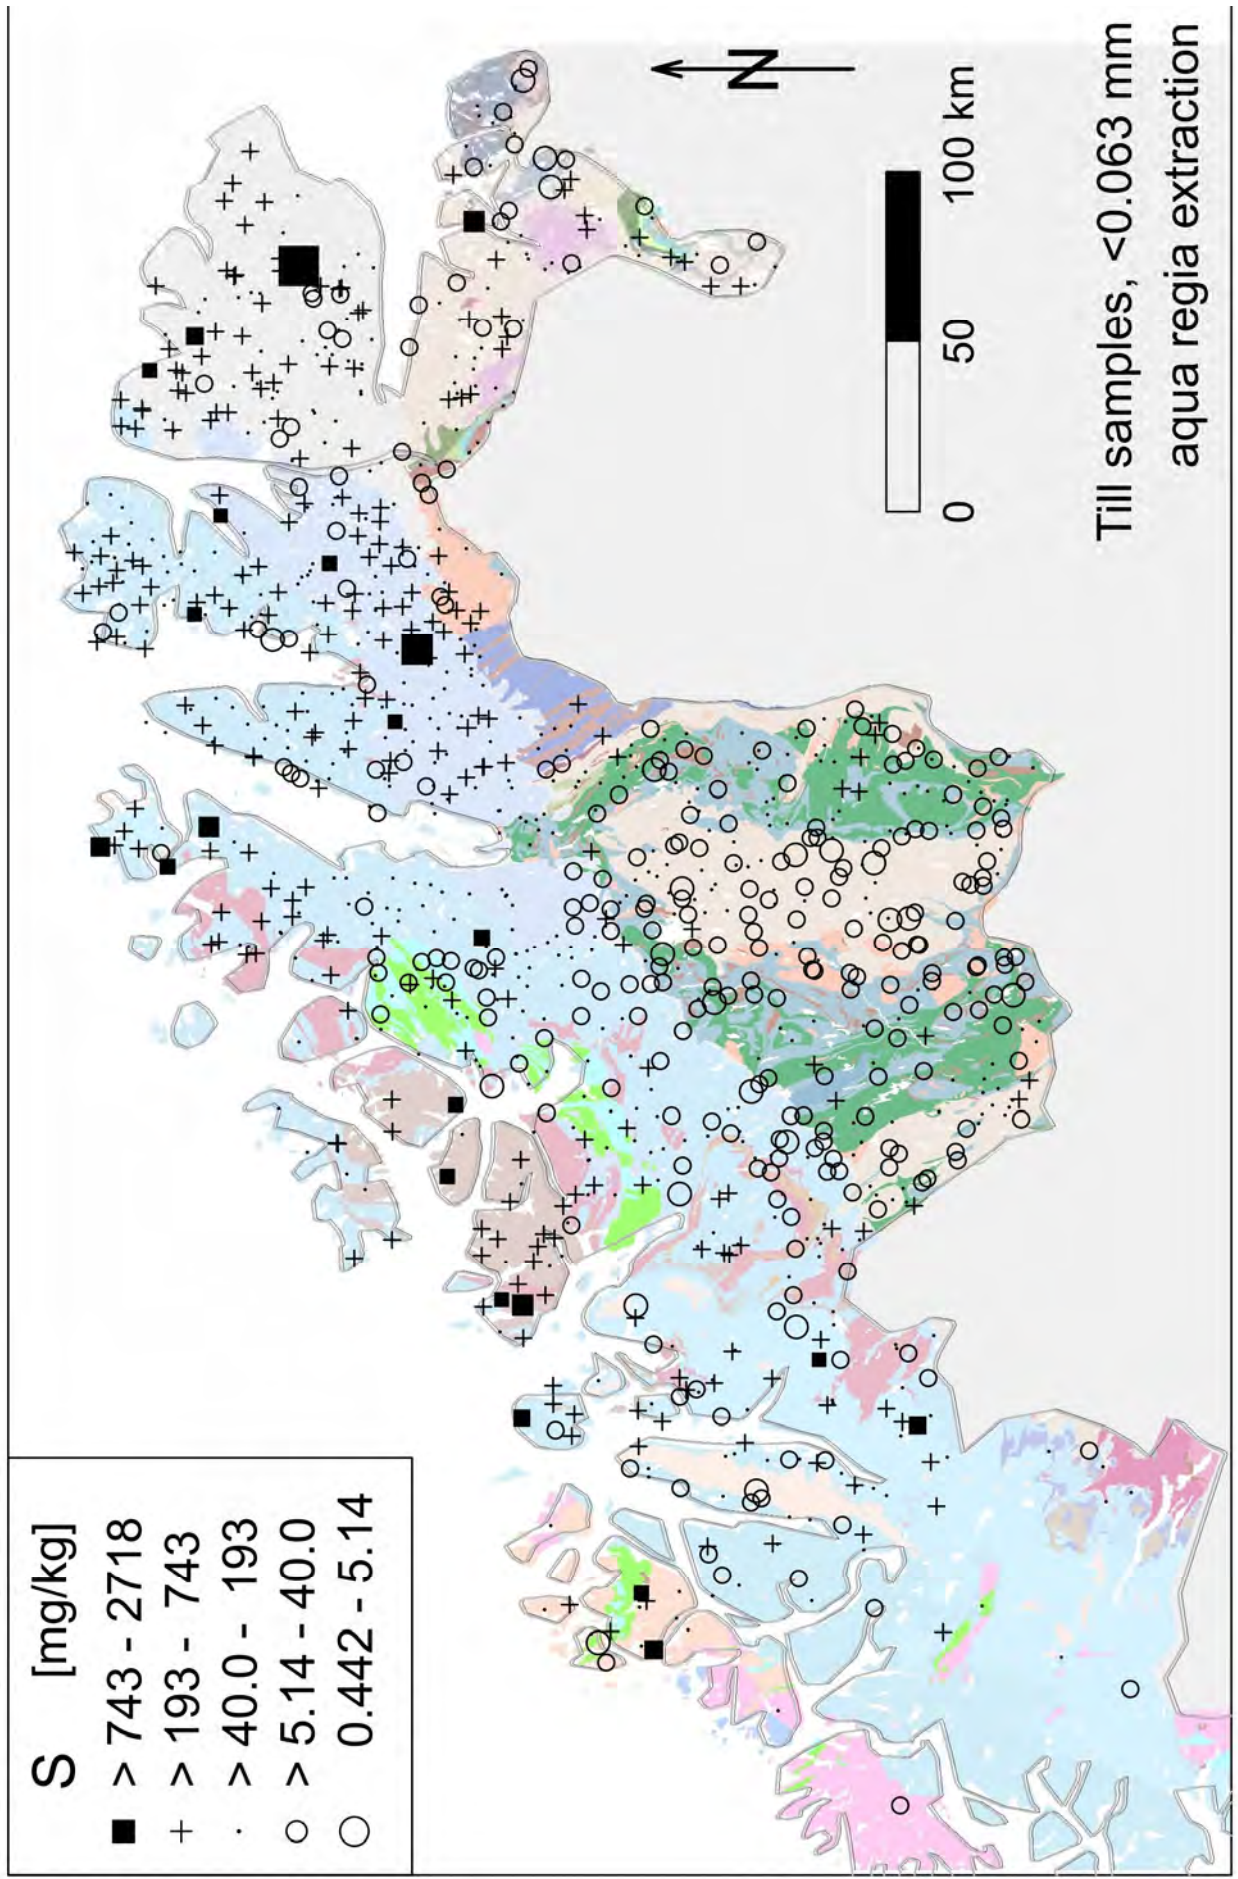 S [mg/kg]
> 743 - 2718
> 193 - 743
> 40.0 - 193
> 5.14 - 40.0
0.442 - 5.14
N
0 50 100 km
Till samples, <0.063 mm
aqua regia extraction